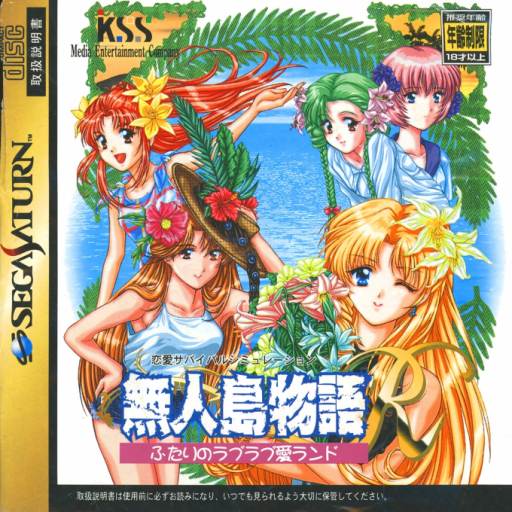 DISC
取扱説明書
SEGA SATURN™
K.S.S
Media Entertainment Company
推奨年齢
年齢制限
18才以上
恋愛サバイバルシミュレーション
無人島物語
R
ふたりのラブラブ愛ランド
取扱説明書は使用前に必ずお読みになり、いつでも見られるよう大切に保管してください。